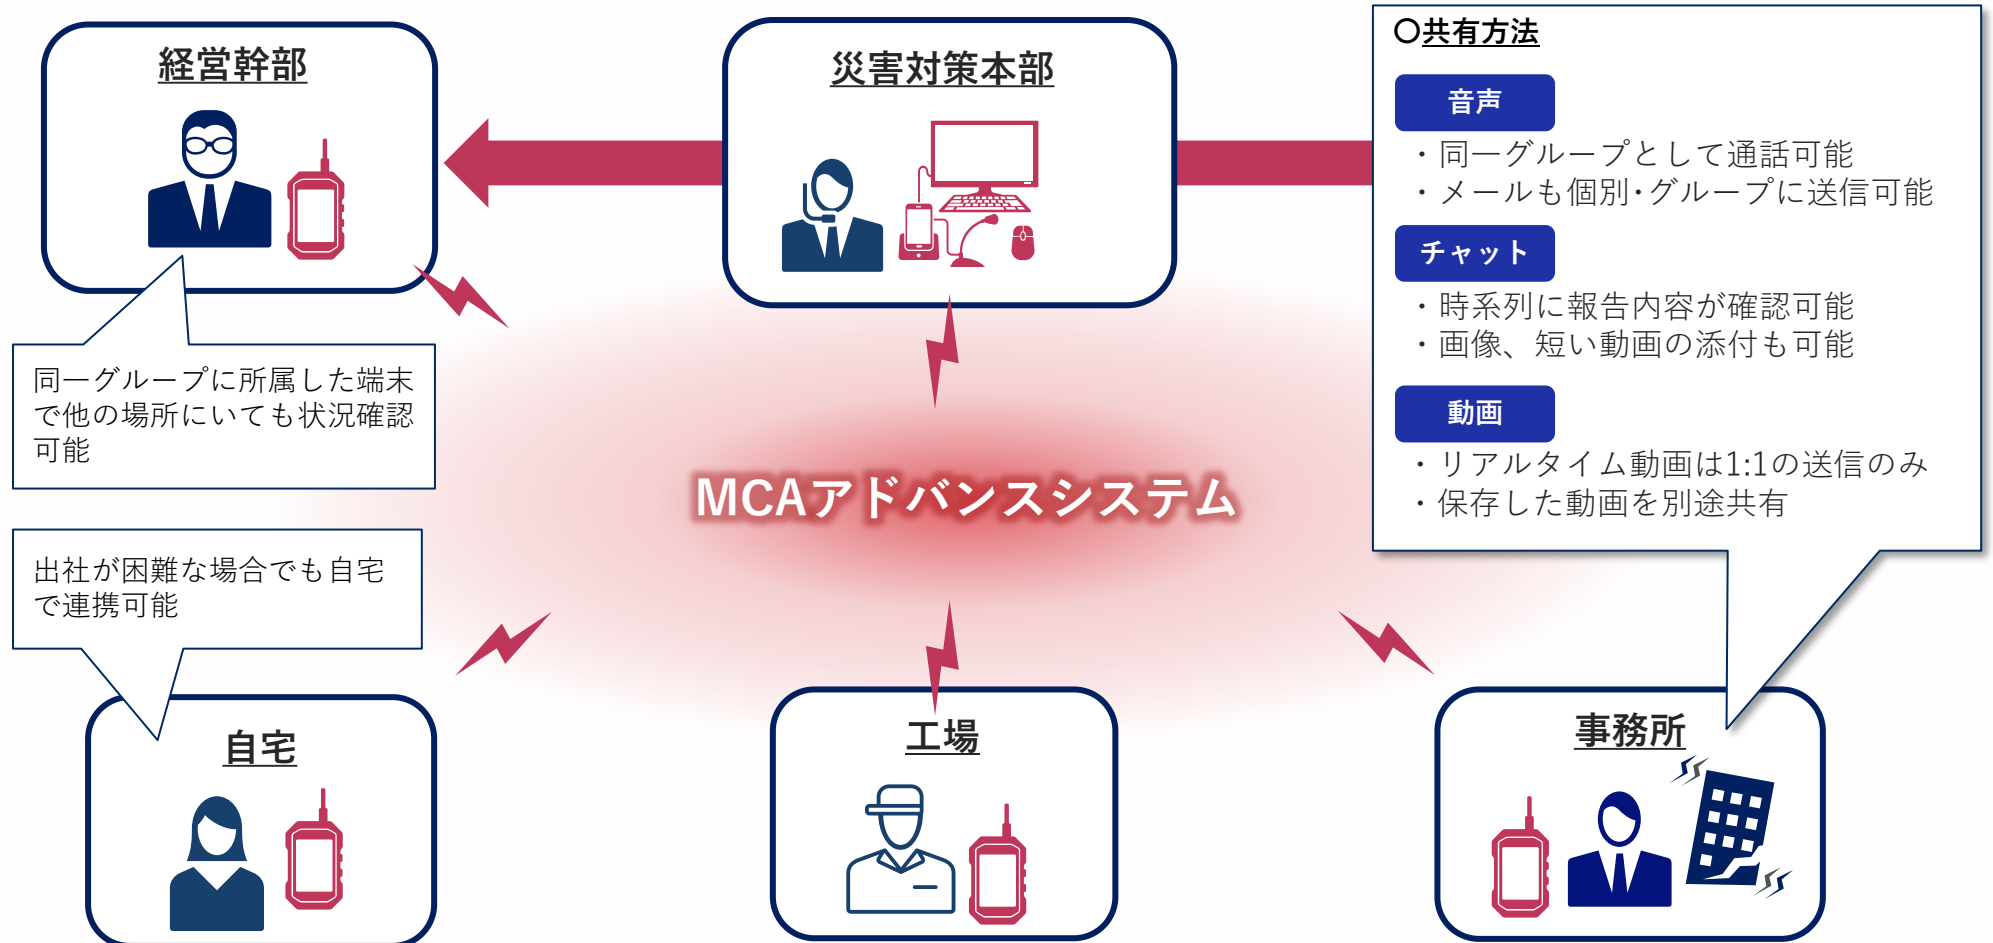 経営幹部
災害対策本部
〇共有方法
音声
・同一グループとして通話可能
・メールも個別・グループに送信可能
チャット
・時系列に報告内容が確認可能
・画像、短い動画の添付も可能
動画
・リアルタイム動画は1:1の送信のみ
・保存した動画を別途共有
同一グループに所属した端末
で他の場所にいても状況確認
可能
MCAアドバンスシステム
出社が困難な場合でも自宅
で連携可能
自宅
工場
事務所